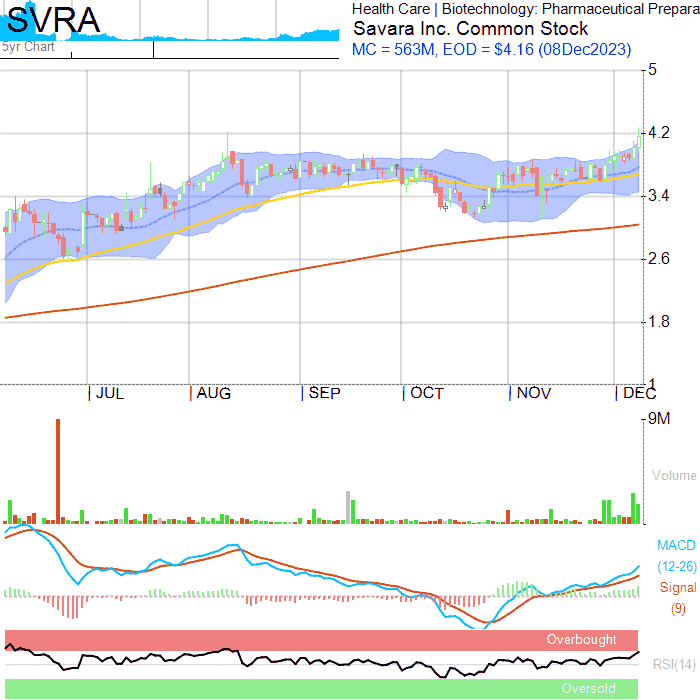 SVRA
5yr Chart
Health Care | Biotechnology: Pharmaceutical Prepara
Savara Inc. Common Stock
MC = 563M, EOD = $4.16 (08Dec2023)
5
4.2
3.4
2.6
1.8
1
JUL AUG SEP OCT NOV DEC
9M
Volume
MACD
(12-26)
Signal
(9)
Overbought
RSI(14)
Oversold